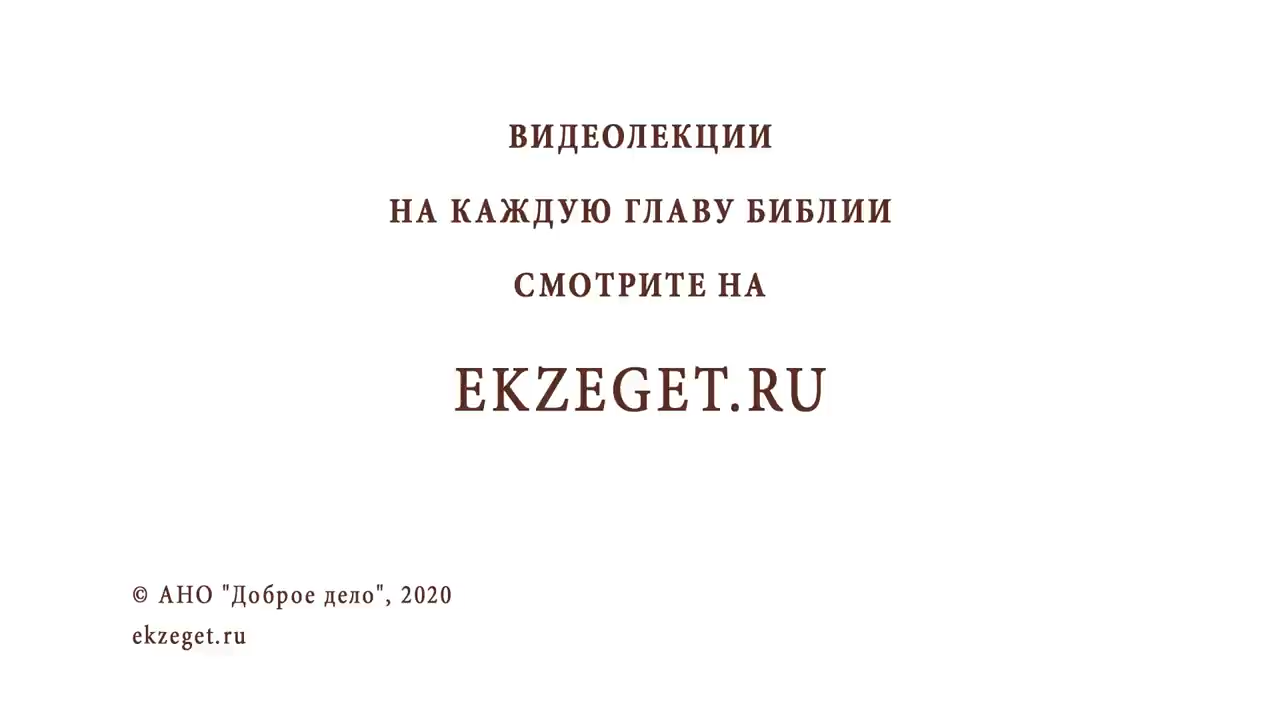 ВИДЕОЛЕКЦИИ
НА КАЖДУЮ ГЛАВУ БИБЛИИ
СМОТРИТЕ НА
EKZEGET.RU
© АНО "Доброе дело", 2020
ekzeget.ru